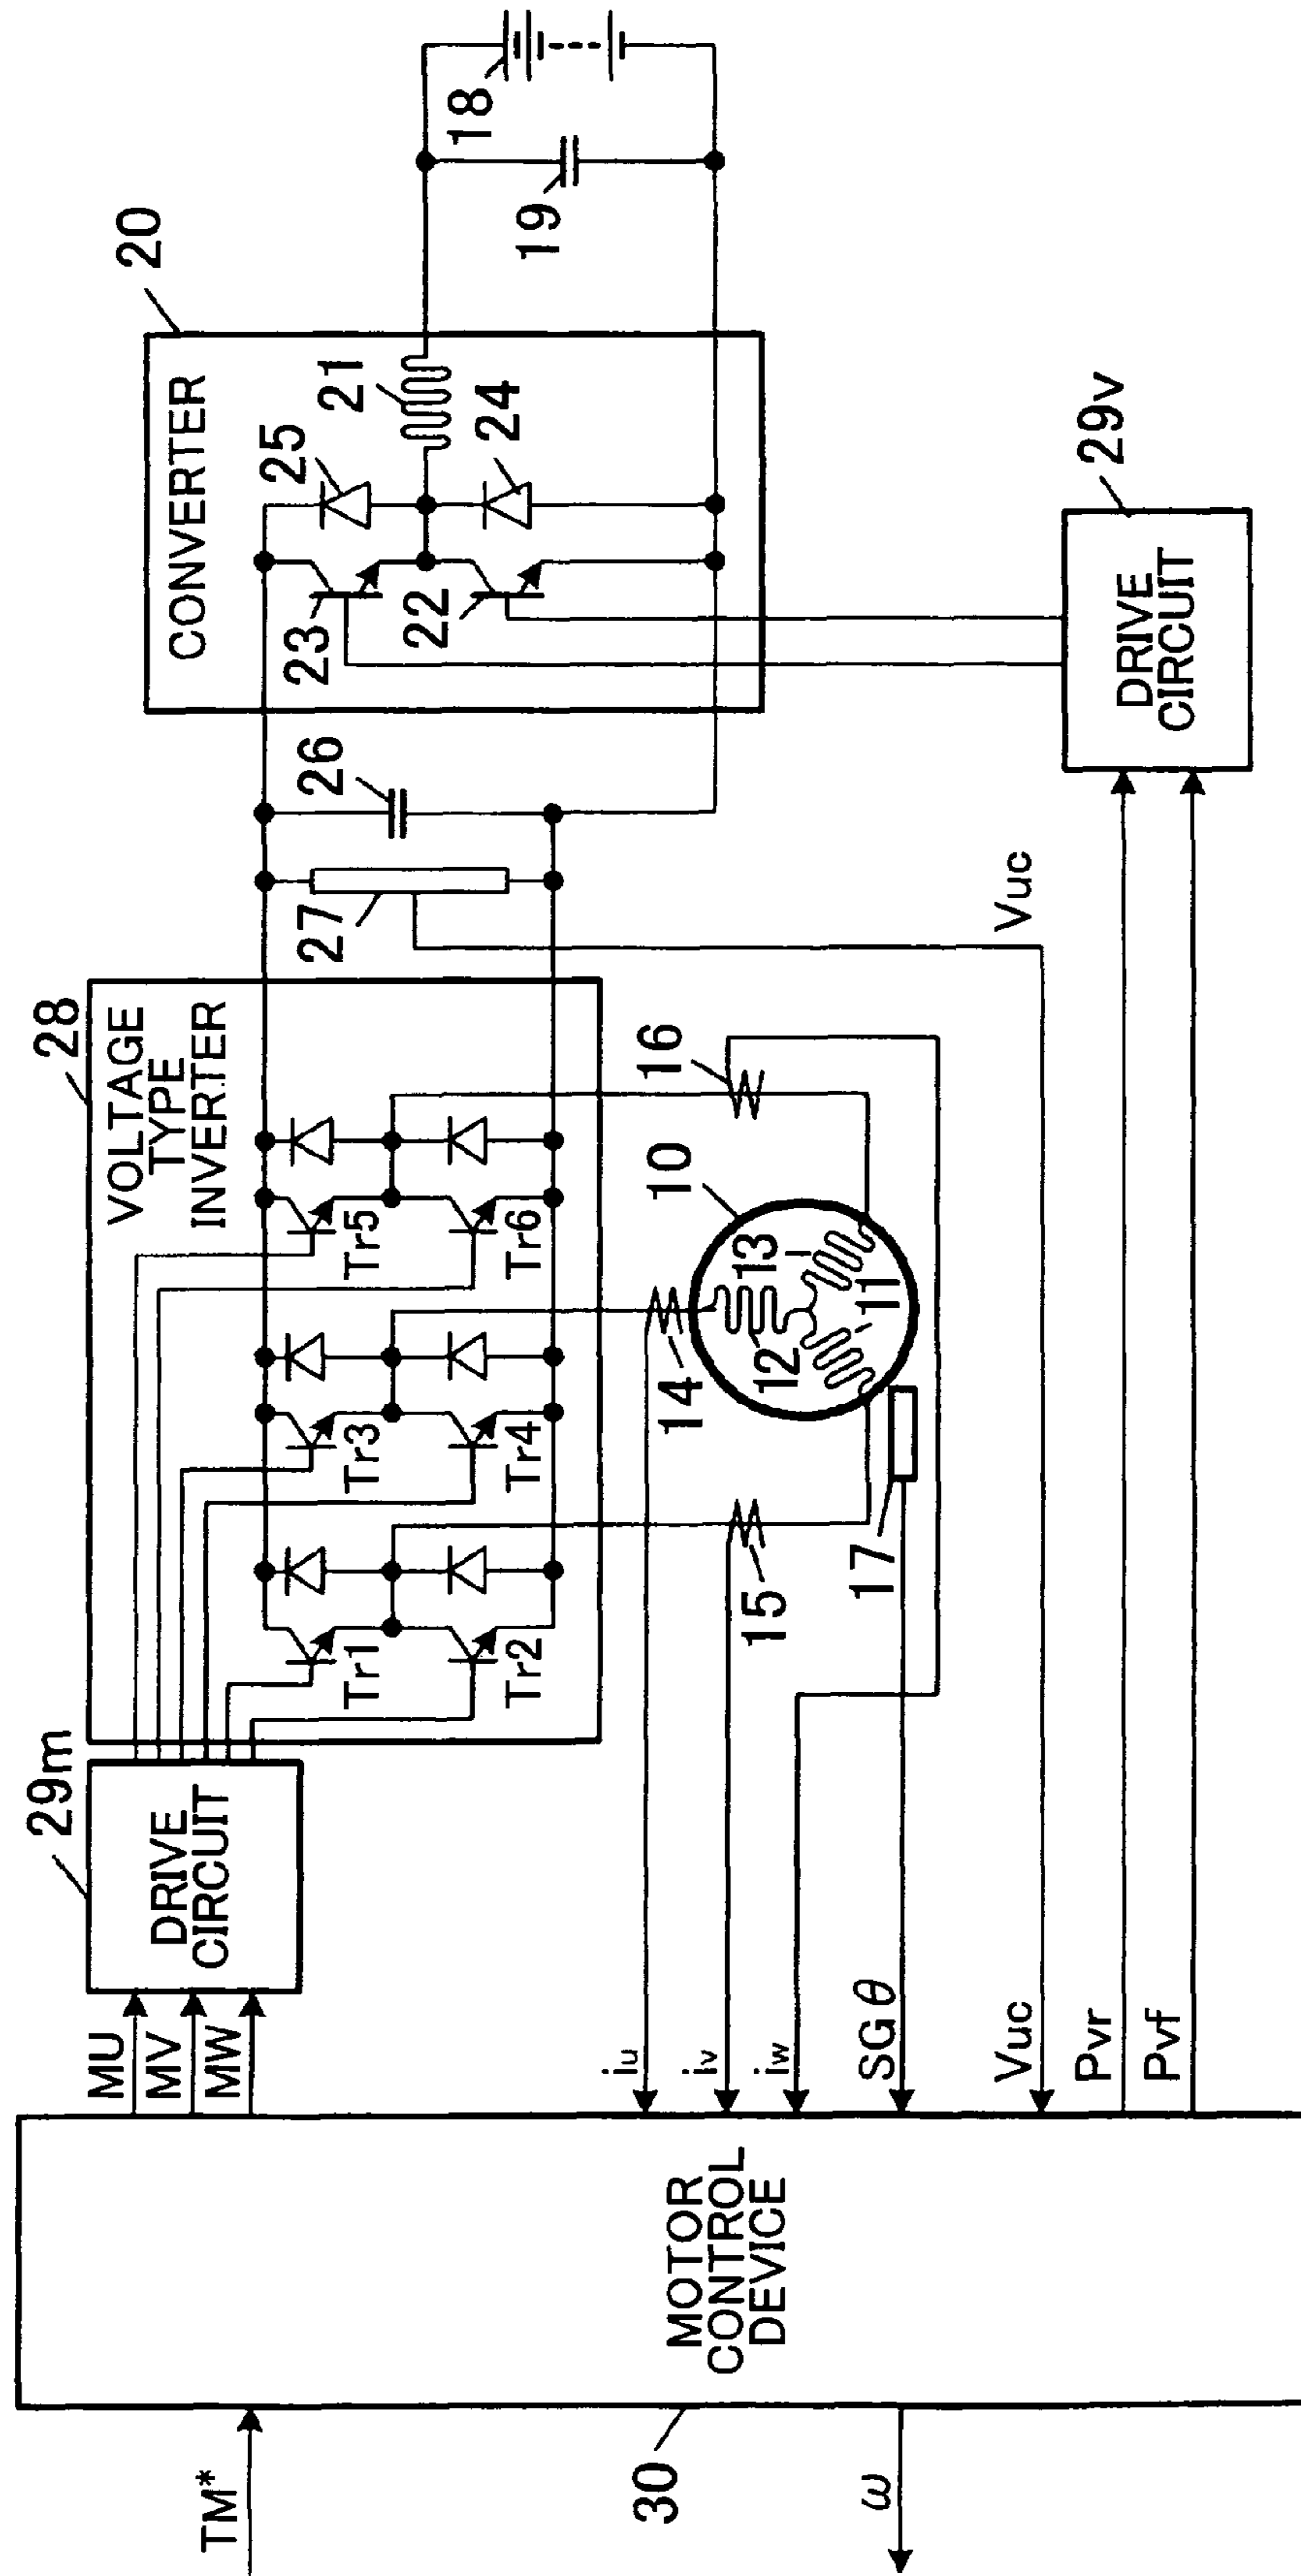 TM*
30
ω
MOTOR
CONTROL
DEVICE
MU
MV
MW
29m
DRIVE
CIRCUIT
28
VOLTAGE
TYPE
INVERTER
Tr1
Tr2
Tr3
Tr4
Tr5
Tr6
iu
iv
iw
SGθ
Vuc
Pvr
Pvf
14
15
16
17
10
11
12
13
Vuc
27
26
20
CONVERTER
23
22
25
24
21
19
18
29v
DRIVE
CIRCUIT